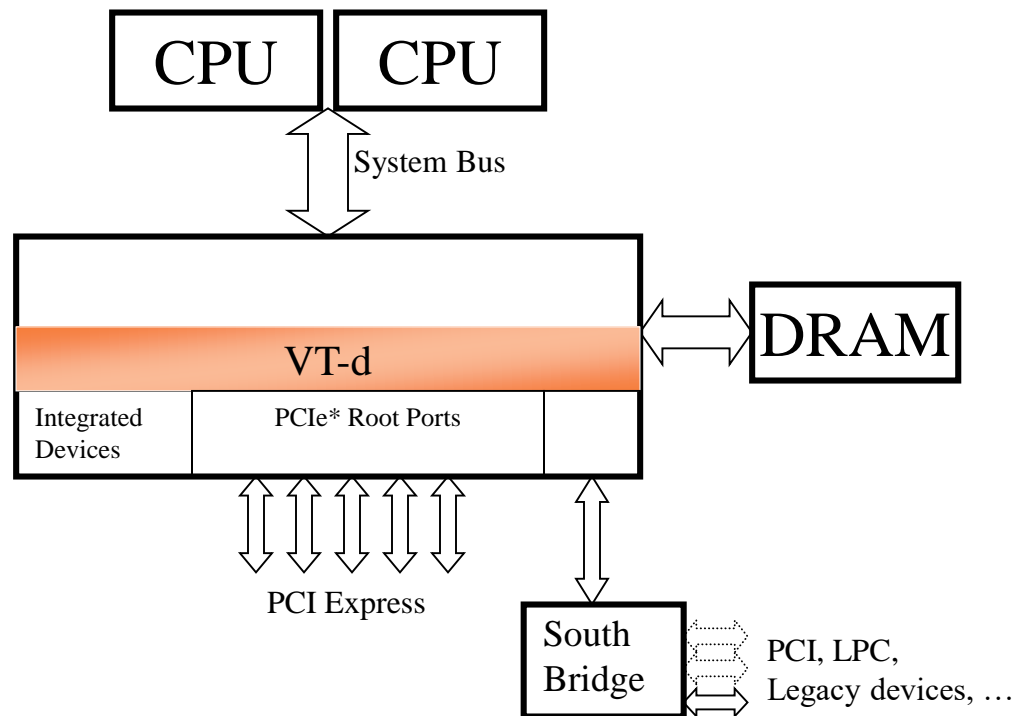 CPU CPU
System Bus
DRAM
VT-d
Integrated
Devices
PCIe* Root Ports
PCI Express
South
Bridge
PCI, LPC,
Legacy devices, …